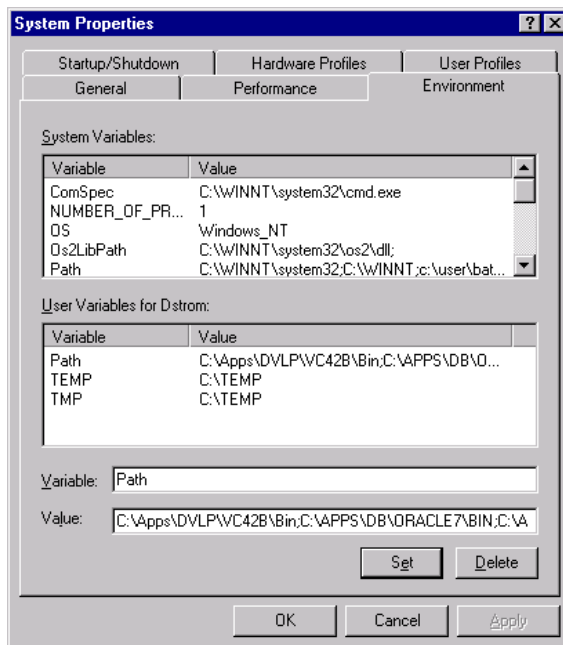 System Properties
Startup/Shutdown Hardware Profiles User Profiles
General Performance Environment
System Variables:
Variable Value
ComSpec C:\WINNT\system32\cmd.exe
NUMBER_OF_PR... 1
OS Windows_NT
Os2LibPath C:\WINNT\system32\os2\dll;
Path C:\WINNT\system32;C:\WINNT;c:\user\bat...
User Variables for Dstrom:
Variable Value
Path C:\Apps\DVLP\VC42B\Bin;C:\APPS\DB\O...
TEMP C:\TEMP
TMP C:\TEMP
Variable: Path
Value: C:\Apps\DVLP\VC42B\Bin;C:\APPS\DB\ORACLE7\BIN;C:\A
Set Delete
OK Cancel Apply